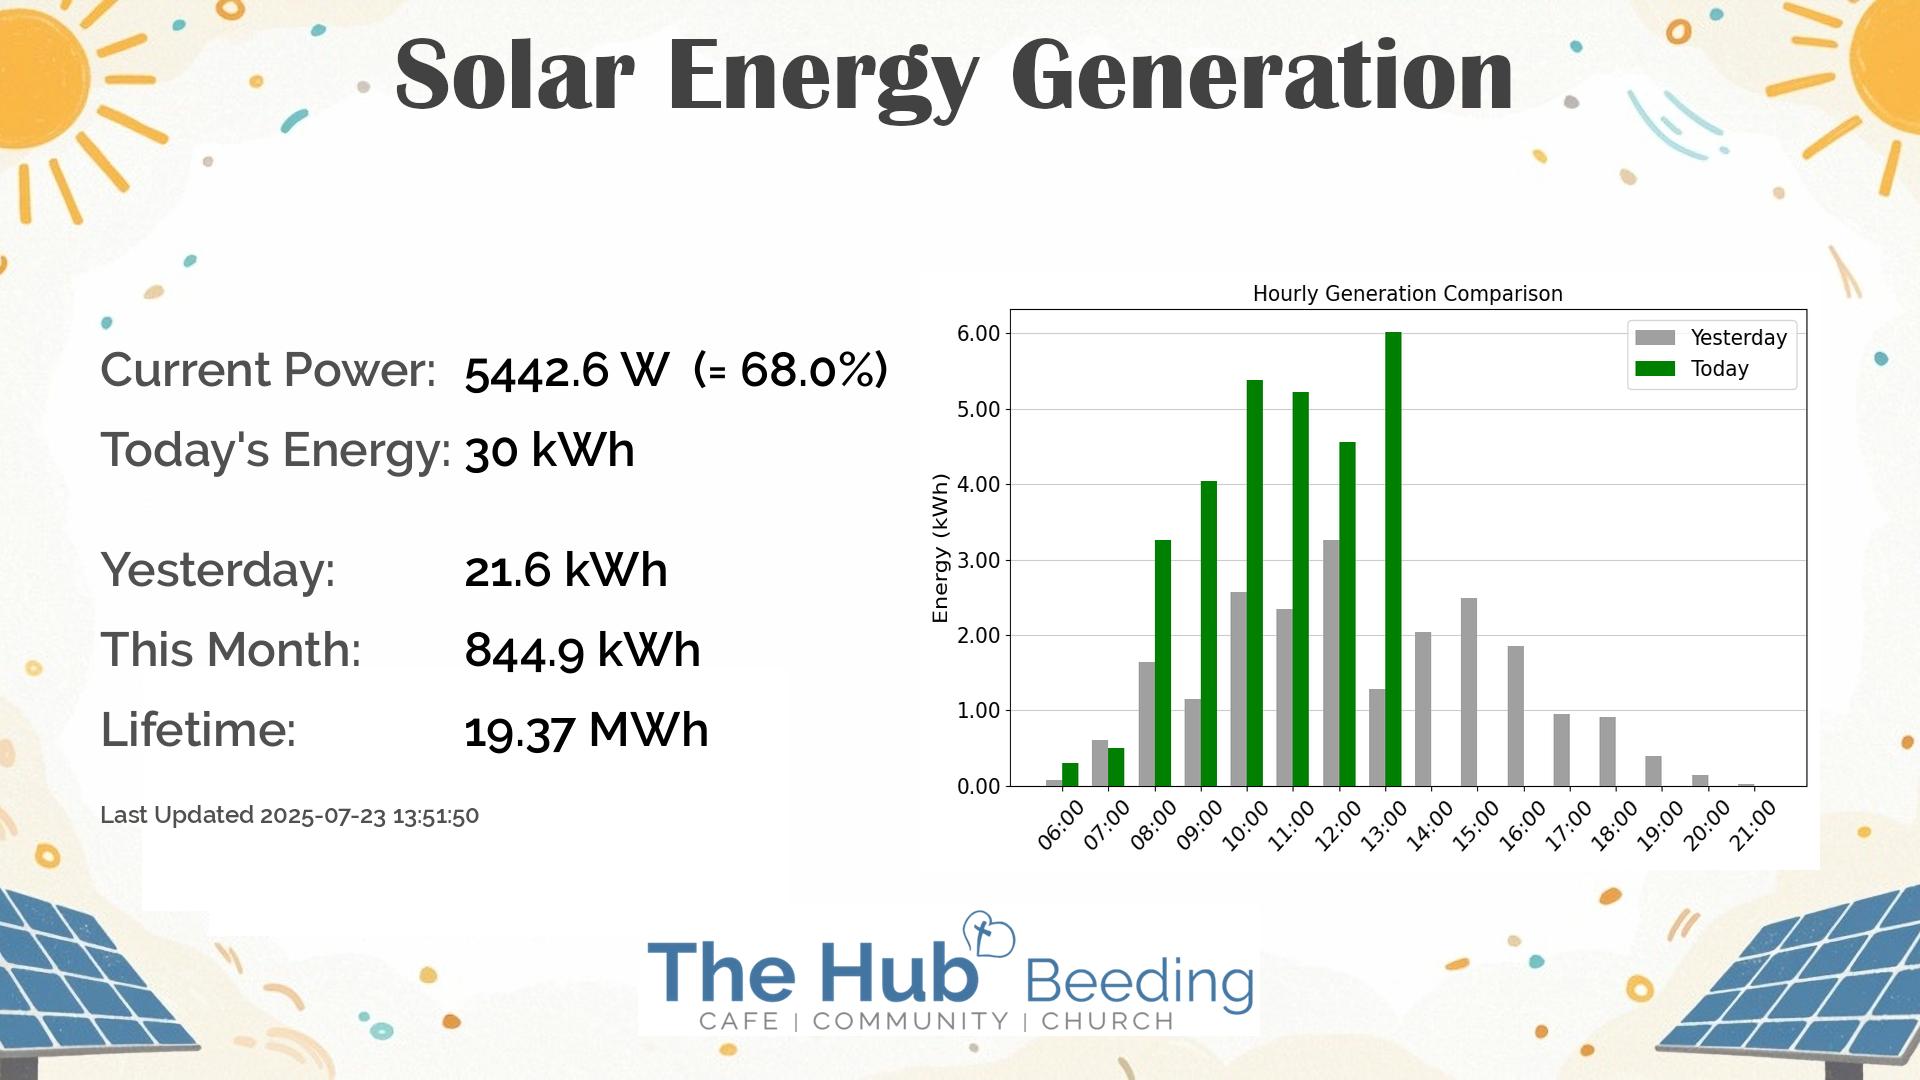 Solar Energy Generation
Current Power: 5442.6 W (= 68.0%)
Today's Energy: 30 kWh
Yesterday: 21.6 kWh
This Month: 844.9 kWh
Lifetime: 19.37 MWh
Last Updated 2025-07-23 13:51:50
Hourly Generation Comparison
Yesterday
Today
Energy (kWh)
6.00
5.00
4.00
3.00
2.00
1.00
0.00
06:00 07:00 08:00 09:00 10:00 11:00 12:00 13:00 14:00 15:00 16:00 17:00 18:00 19:00 20:00 21:00
The Hub Beeding
CAFE | COMMUNITY | CHURCH